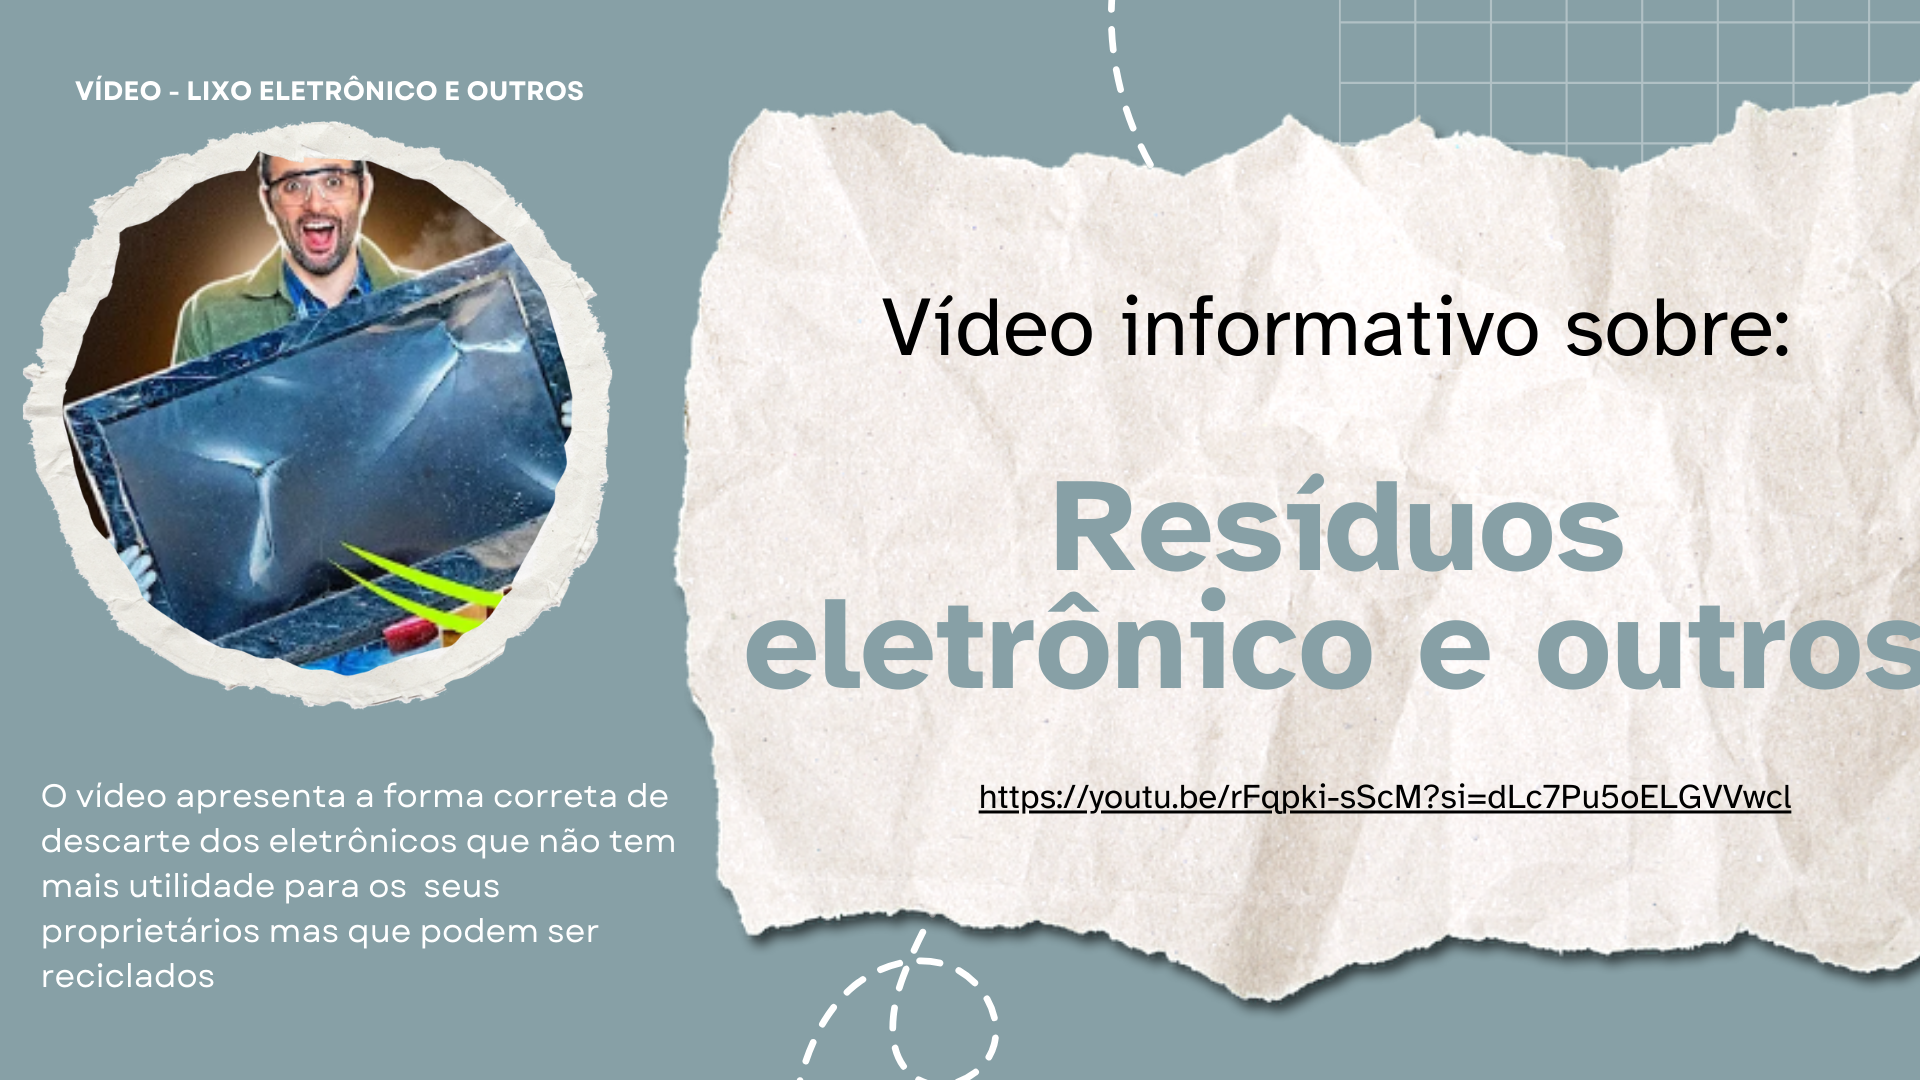 VÍDEO - LIXO ELETRÔNICO E OUTROS
O vídeo apresenta a forma correta de
descarte dos eletrônicos que não tem
mais utilidade para os seus
proprietários mas que podem ser
reciclados
Vídeo informativo sobre:
Resíduos
eletrônico e outros
https://youtu.be/rFqpki-sScM?si=dLc7Pu5oELGVVwcl